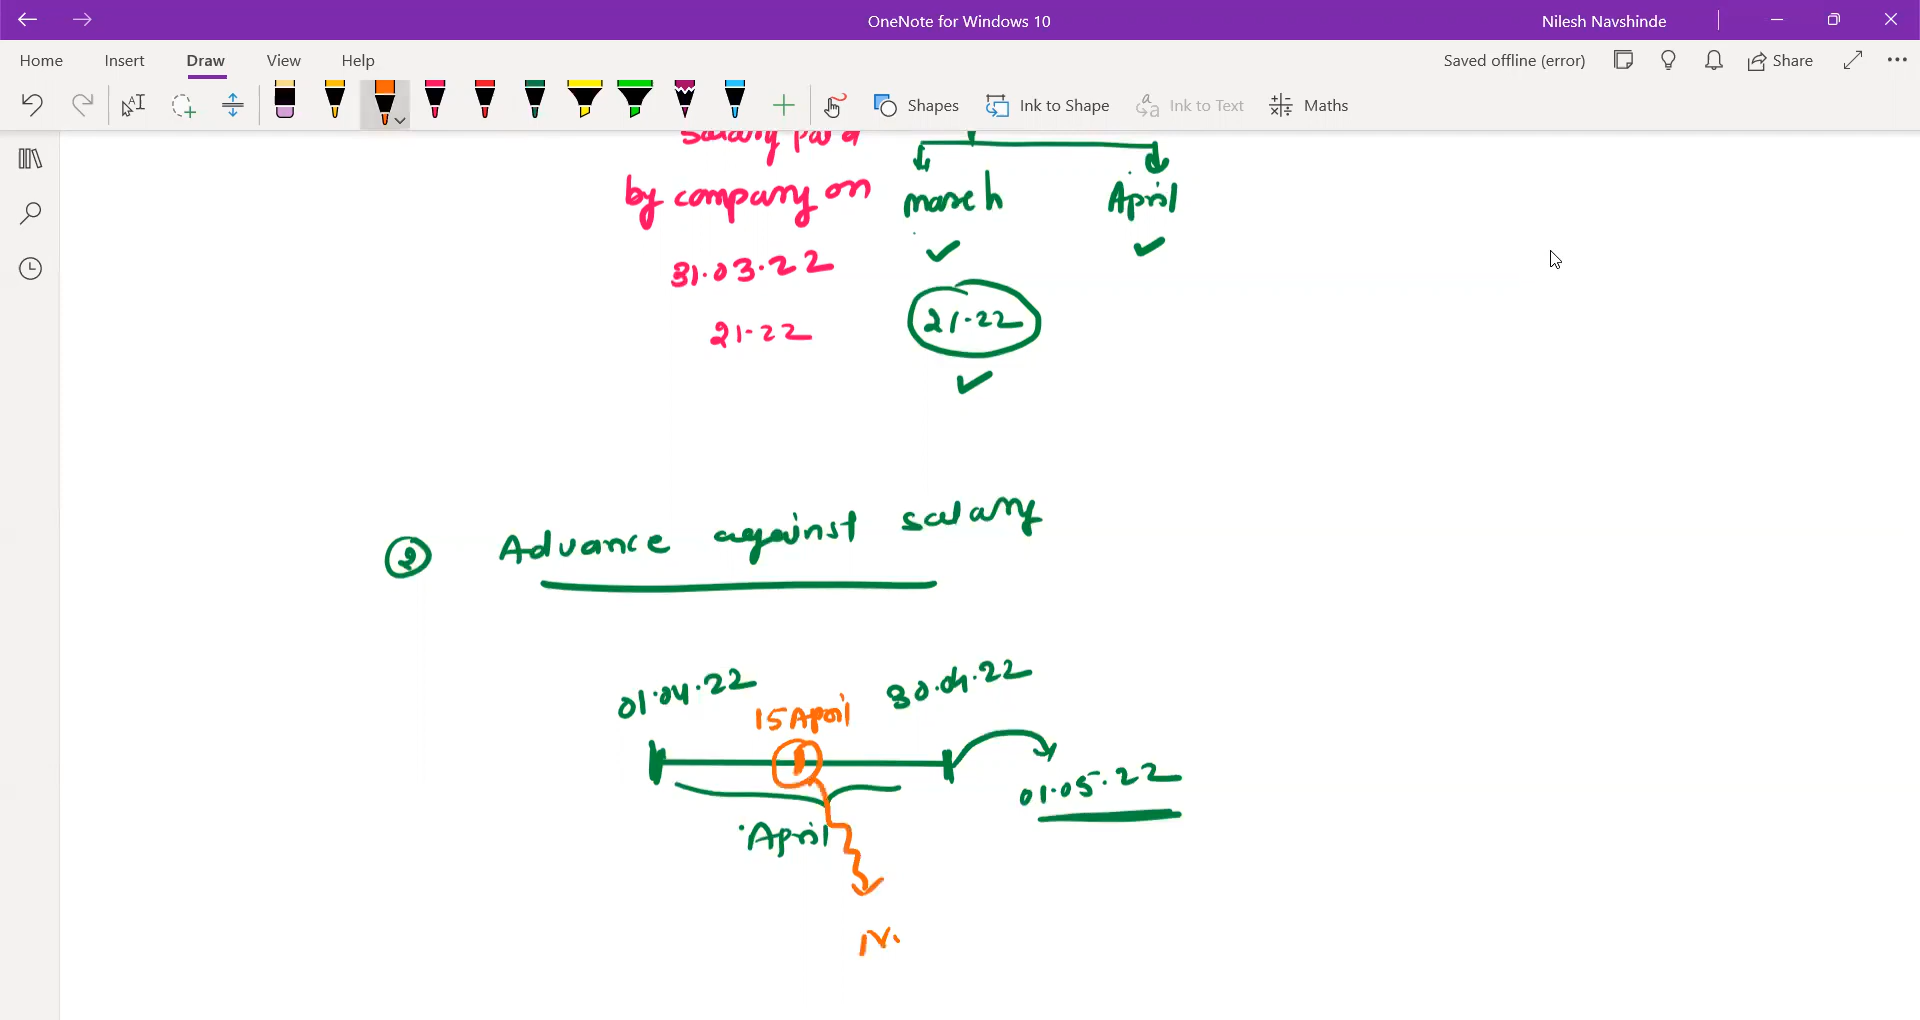 OneNote for Windows 10
Nilesh Navshinde
Home Insert Draw View Help
Saved offline (error) Share
Shapes Ink to Shape Ink to Text Maths
salary paid
by company on
march April
31.03.22
21-22
21-22
2 Advance against salary
01.04.22
30.04.22
15 April
01.05.22
April